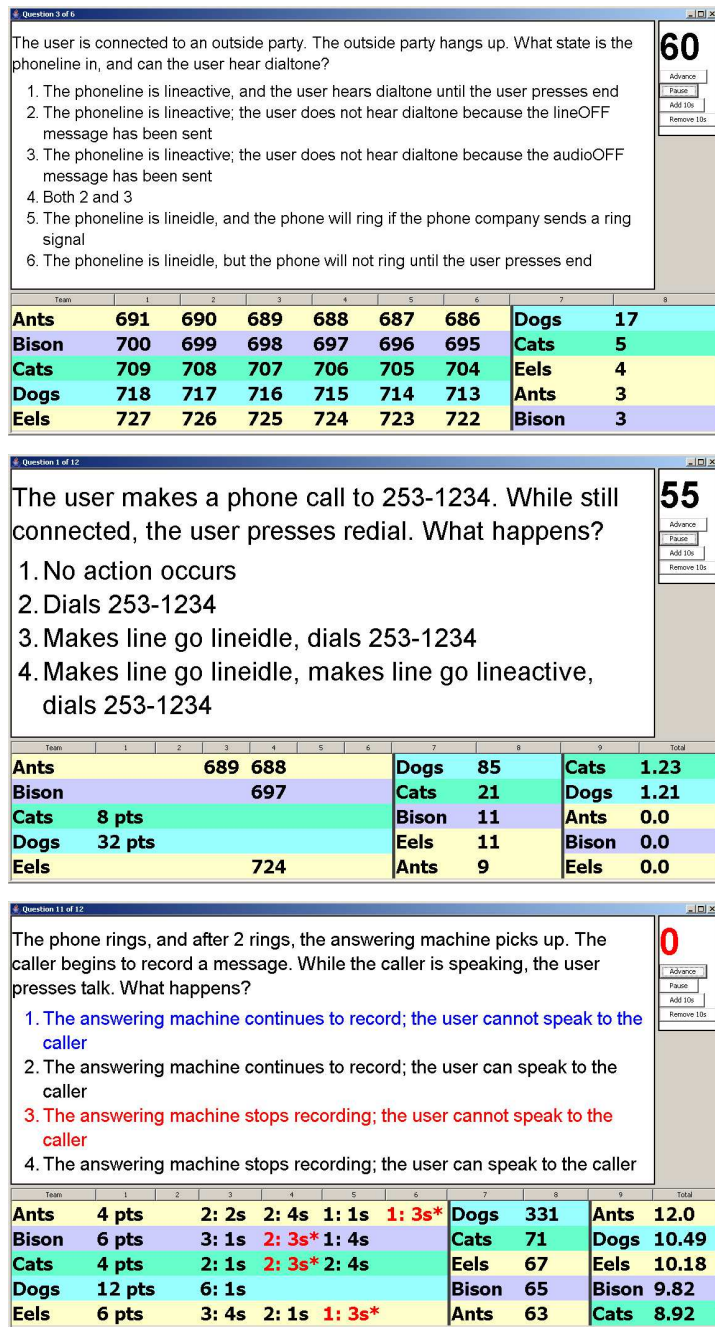 Question 3 of 6
The user is connected to an outside party. The outside party hangs up. What state is the
phoneline in, and can the user hear dialtone?
1. The phoneline is lineactive, and the user hears dialtone until the user presses end
2. The phoneline is lineactive; the user does not hear dialtone because the lineOFF
message has been sent
3. The phoneline is lineactive; the user does not hear dialtone because the audioOFF
message has been sent
4. Both 2 and 3
5. The phoneline is lineidle, and the phone will ring if the phone company sends a ring
signal
6. The phoneline is lineidle, but the phone will not ring until the user presses end
60
Advance
Pause
Add 10s
Remove 10s
Team 1 2 3 4 5 6 7 8
Ants 691 690 689 688 687 686 Dogs 17
Bison 700 699 698 697 696 695 Cats 5
Cats 709 708 707 706 705 704 Eels 4
Dogs 718 717 716 715 714 713 Ants 3
Eels 727 726 725 724 723 722 Bison 3
Question 1 of 12
The user makes a phone call to 253-1234. While still
connected, the user presses redial. What happens?
1. No action occurs
2. Dials 253-1234
3. Makes line go lineidle, dials 253-1234
4. Makes line go lineidle, makes line go lineactive,
dials 253-1234
55
Advance
Pause
Add 10s
Remove 10s
Team 1 2 3 4 5 6 7 8 9 Total
Ants 689 688 Dogs 85 Cats 1.23
Bison 697 Cats 21 Dogs 1.21
Cats 8 pts Bison 11 Ants 0.0
Dogs 32 pts Eels 11 Bison 0.0
Eels 724 Ants 9 Eels 0.0
Question 11 of 12
The phone rings, and after 2 rings, the answering machine picks up. The
caller begins to record a message. While the caller is speaking, the user
presses talk. What happens?
1. The answering machine continues to record; the user cannot speak to the
caller
2. The answering machine continues to record; the user can speak to the
caller
3. The answering machine stops recording; the user cannot speak to the
caller
4. The answering machine stops recording; the user can speak to the caller
0
Advance
Pause
Add 10s
Remove 10s
Team 1 2 3 4 5 6 7 8 9 Total
Ants 4 pts 2: 2s 2: 4s 1: 1s 1: 3s* Dogs 331 Ants 12.0
Bison 6 pts 3: 1s 2: 3s* 1: 4s Cats 71 Dogs 10.49
Cats 4 pts 2: 1s 2: 3s* 2: 4s Eels 67 Eels 10.18
Dogs 12 pts 6: 1s Bison 65 Bison 9.82
Eels 6 pts 3: 4s 2: 1s 1: 3s* Ants 63 Cats 8.92